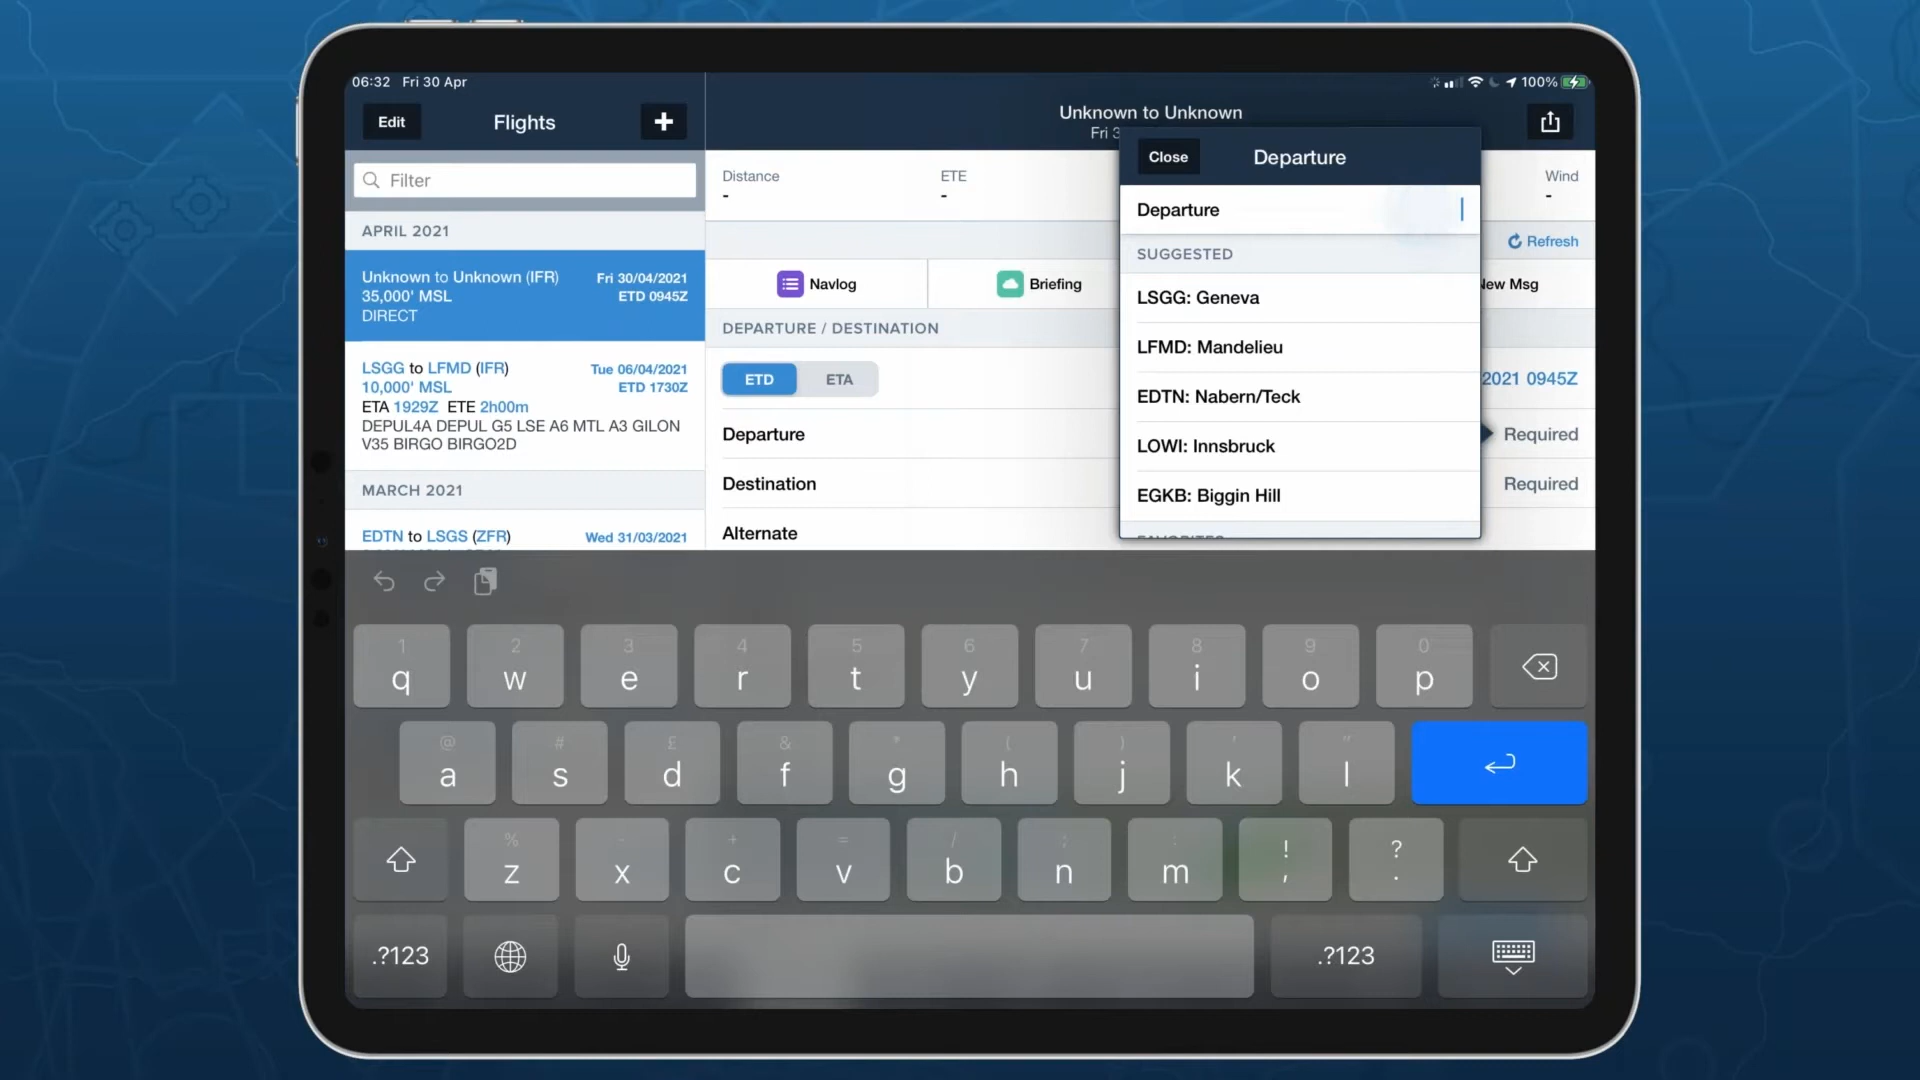 06:32 Fri 30 Apr
100%
Edit
Flights
+
Unknown to Unknown
Fri 3
Filter
APRIL 2021
Unknown to Unknown (IFR) Fri 30/04/2021
35,000' MSL ETD 0945Z
DIRECT
LSGG to LFMD (IFR) Tue 06/04/2021
10,000' MSL ETD 1730Z
ETA 1929Z ETE 2h00m
DEPUL4A DEPUL G5 LSE A6 MTL A3 GILON
V35 BIRGO BIRGO2D
MARCH 2021
EDTN to LSGS (ZFR) Wed 31/03/2021
Distance ETE Wind
- - -
Refresh
Navlog Briefing New Msg
DEPARTURE / DESTINATION
ETD ETA
2021 0945Z
Departure Required
Destination Required
Alternate
Close Departure
Departure
SUGGESTED
LSGG: Geneva
LFMD: Mandelieu
EDTN: Nabern/Teck
LOWI: Innsbruck
EGKB: Biggin Hill
FAVORITES
1 2 3 4 5 6 7 8 9 0
q w e r t y u i o p
@ # £ & * ( ) ' "
a s d f g h j k l
% - + = / ; : ! ?
z x c v b n m , .
.?123 .?123